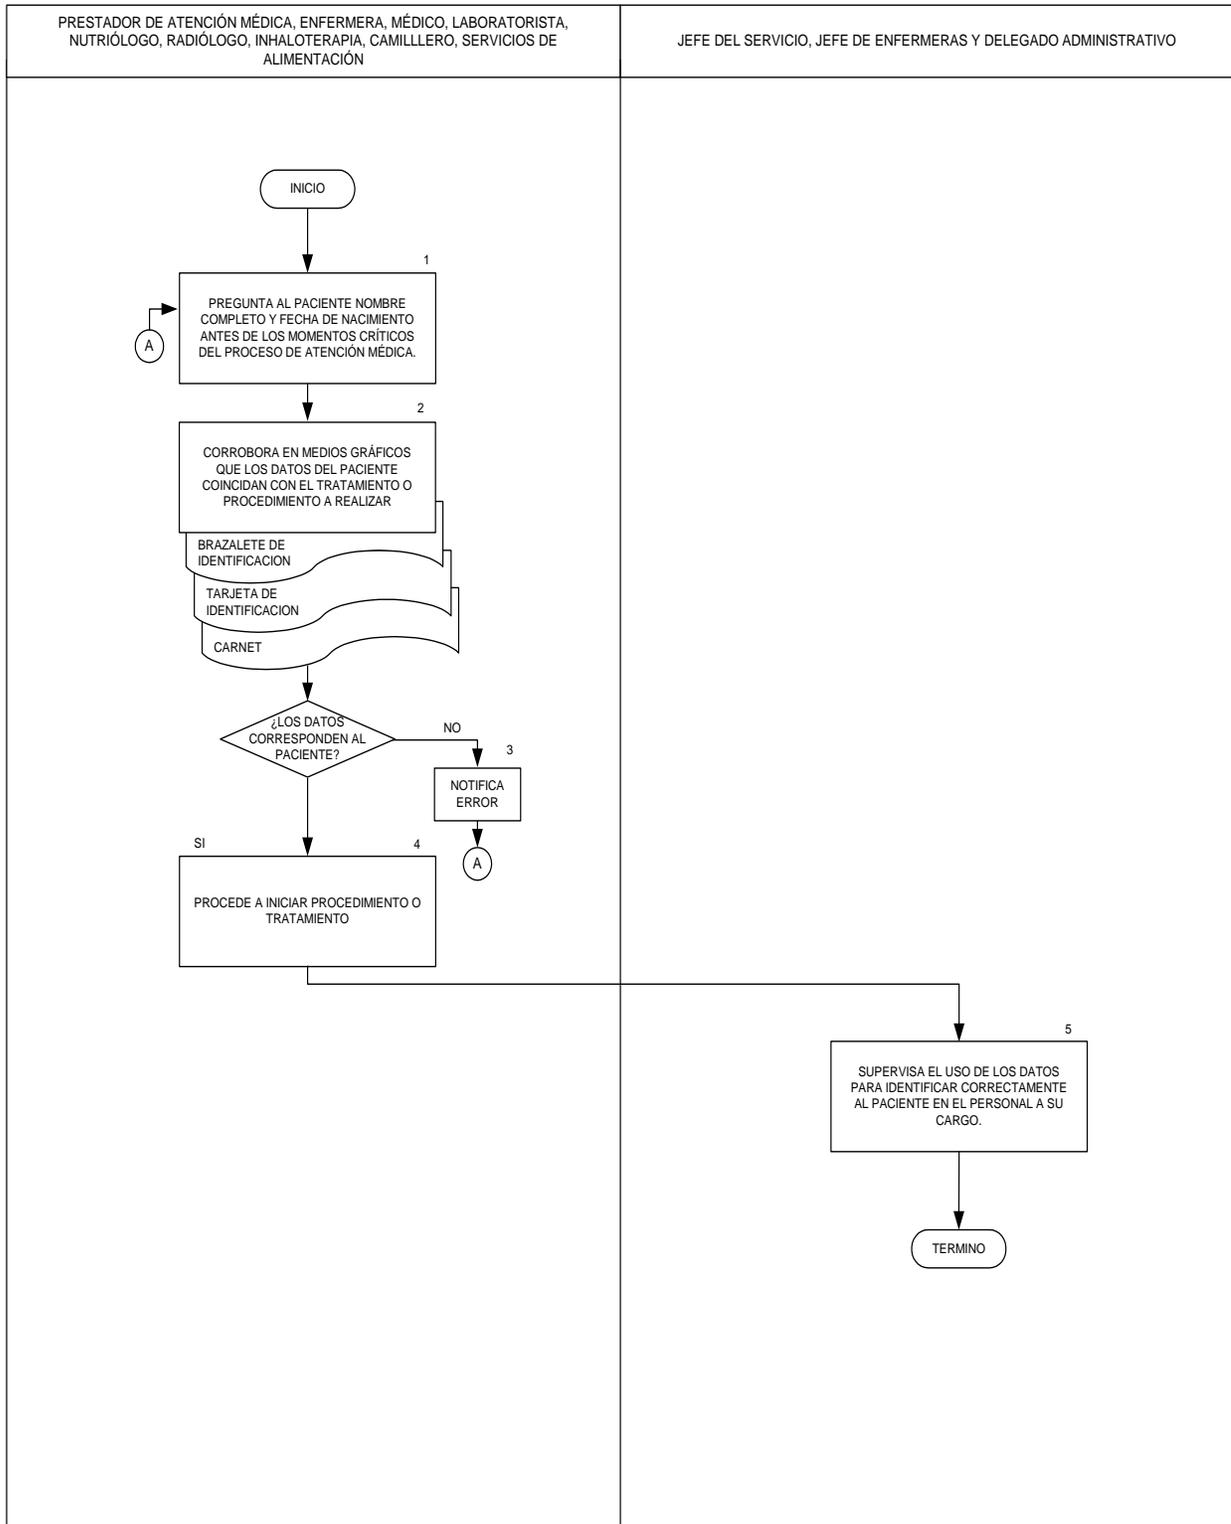 PRESTADOR DE ATENCIÓN MÉDICA, ENFERMERA, MÉDICO, LABORATORISTA,
NUTRIÓLOGO, RADIÓLOGO, INHALOTERAPIA, CAMILLLERO, SERVICIOS DE
ALIMENTACIÓN
JEFE DEL SERVICIO, JEFE DE ENFERMERAS Y DELEGADO ADMINISTRATIVO
INICIO
1
PREGUNTA AL PACIENTE NOMBRE
COMPLETO Y FECHA DE NACIMIENTO
ANTES DE LOS MOMENTOS CRÍTICOS
DEL PROCESO DE ATENCIÓN MÉDICA.
A
2
CORROBORA EN MEDIOS GRÁFICOS
QUE LOS DATOS DEL PACIENTE
COINCIDAN CON EL TRATAMIENTO O
PROCEDIMIENTO A REALIZAR
BRAZALETE DE
IDENTIFICACION
TARJETA DE
IDENTIFICACION
CARNET
¿LOS DATOS
CORRESPONDEN AL
PACIENTE?
NO
3
NOTIFICA
ERROR
A
SI
4
PROCEDE A INICIAR PROCEDIMIENTO O
TRATAMIENTO
5
SUPERVISA EL USO DE LOS DATOS
PARA IDENTIFICAR CORRECTAMENTE
AL PACIENTE EN EL PERSONAL A SU
CARGO.
TERMINO